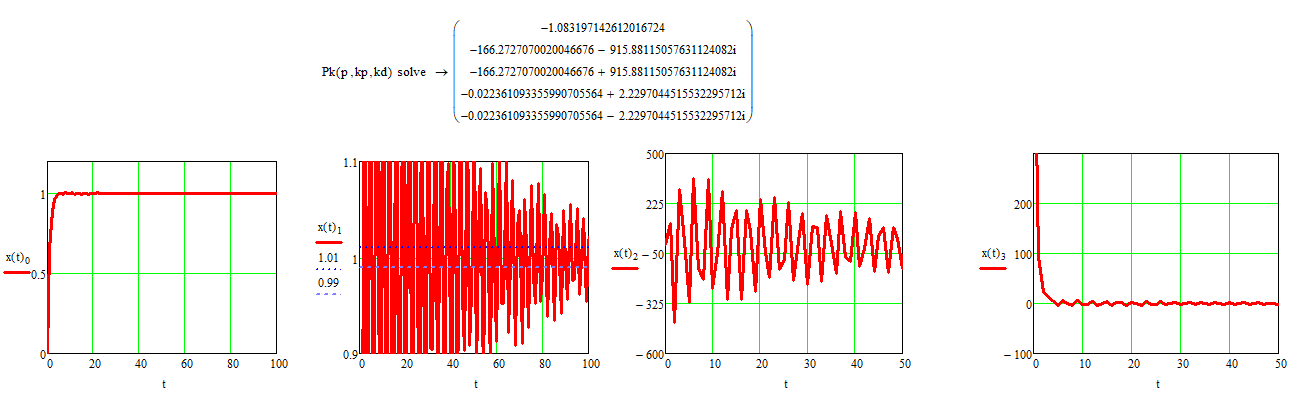 −1.083197142612016724
−166.2727070020046676 − 915.88115057631124082i
Pk(p,kp,kd) solve → −166.2727070020046676 + 915.88115057631124082i
−0.022361093355990705564 + 2.2297044515532295712i
−0.022361093355990705564 − 2.2297044515532295712i
1
x(t)0
0.5
0
0 20 40 60 80 100
t
1.1
x(t)1
1.01
1
0.99
0.9
0 20 40 60 80 100
t
500
225
x(t)2
−50
−325
−600
0 10 20 30 40 50
t
200
x(t)3
100
0
−100
0 10 20 30 40 50
t